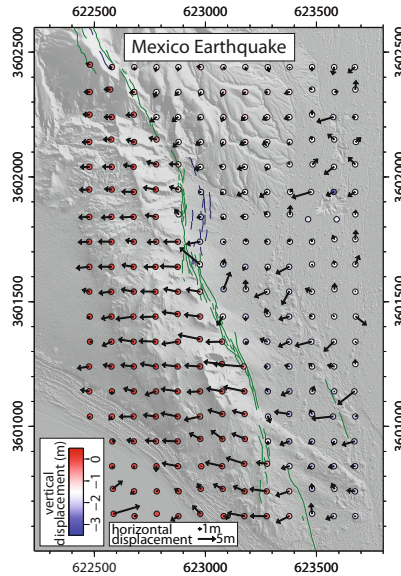 622500 623000 623500
Mexico Earthquake
3602500 3602500
3602000 3602000
3601500 3601500
3601000 3601000
vertical
displacement (m)
0
−1
−2
−3
horizontal
displacement
1m
5m
622500 623000 623500